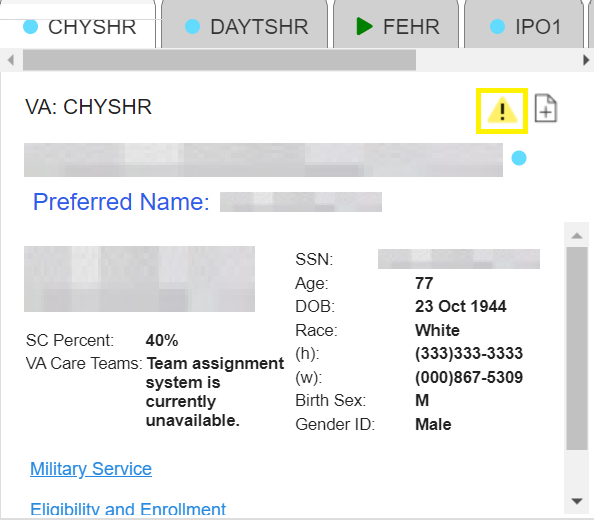 CHYSHR DAYTSHR FEHR IPO1
VA: CHYSHR
Preferred Name:
SSN:
Age: 77
DOB: 23 Oct 1944
Race: White
SC Percent: 40%
(h): (333)333-3333
VA Care Teams: Team assignment system is currently unavailable.
(w): (000)867-5309
Birth Sex: M
Gender ID: Male
Military Service
Eligibility and Enrollment